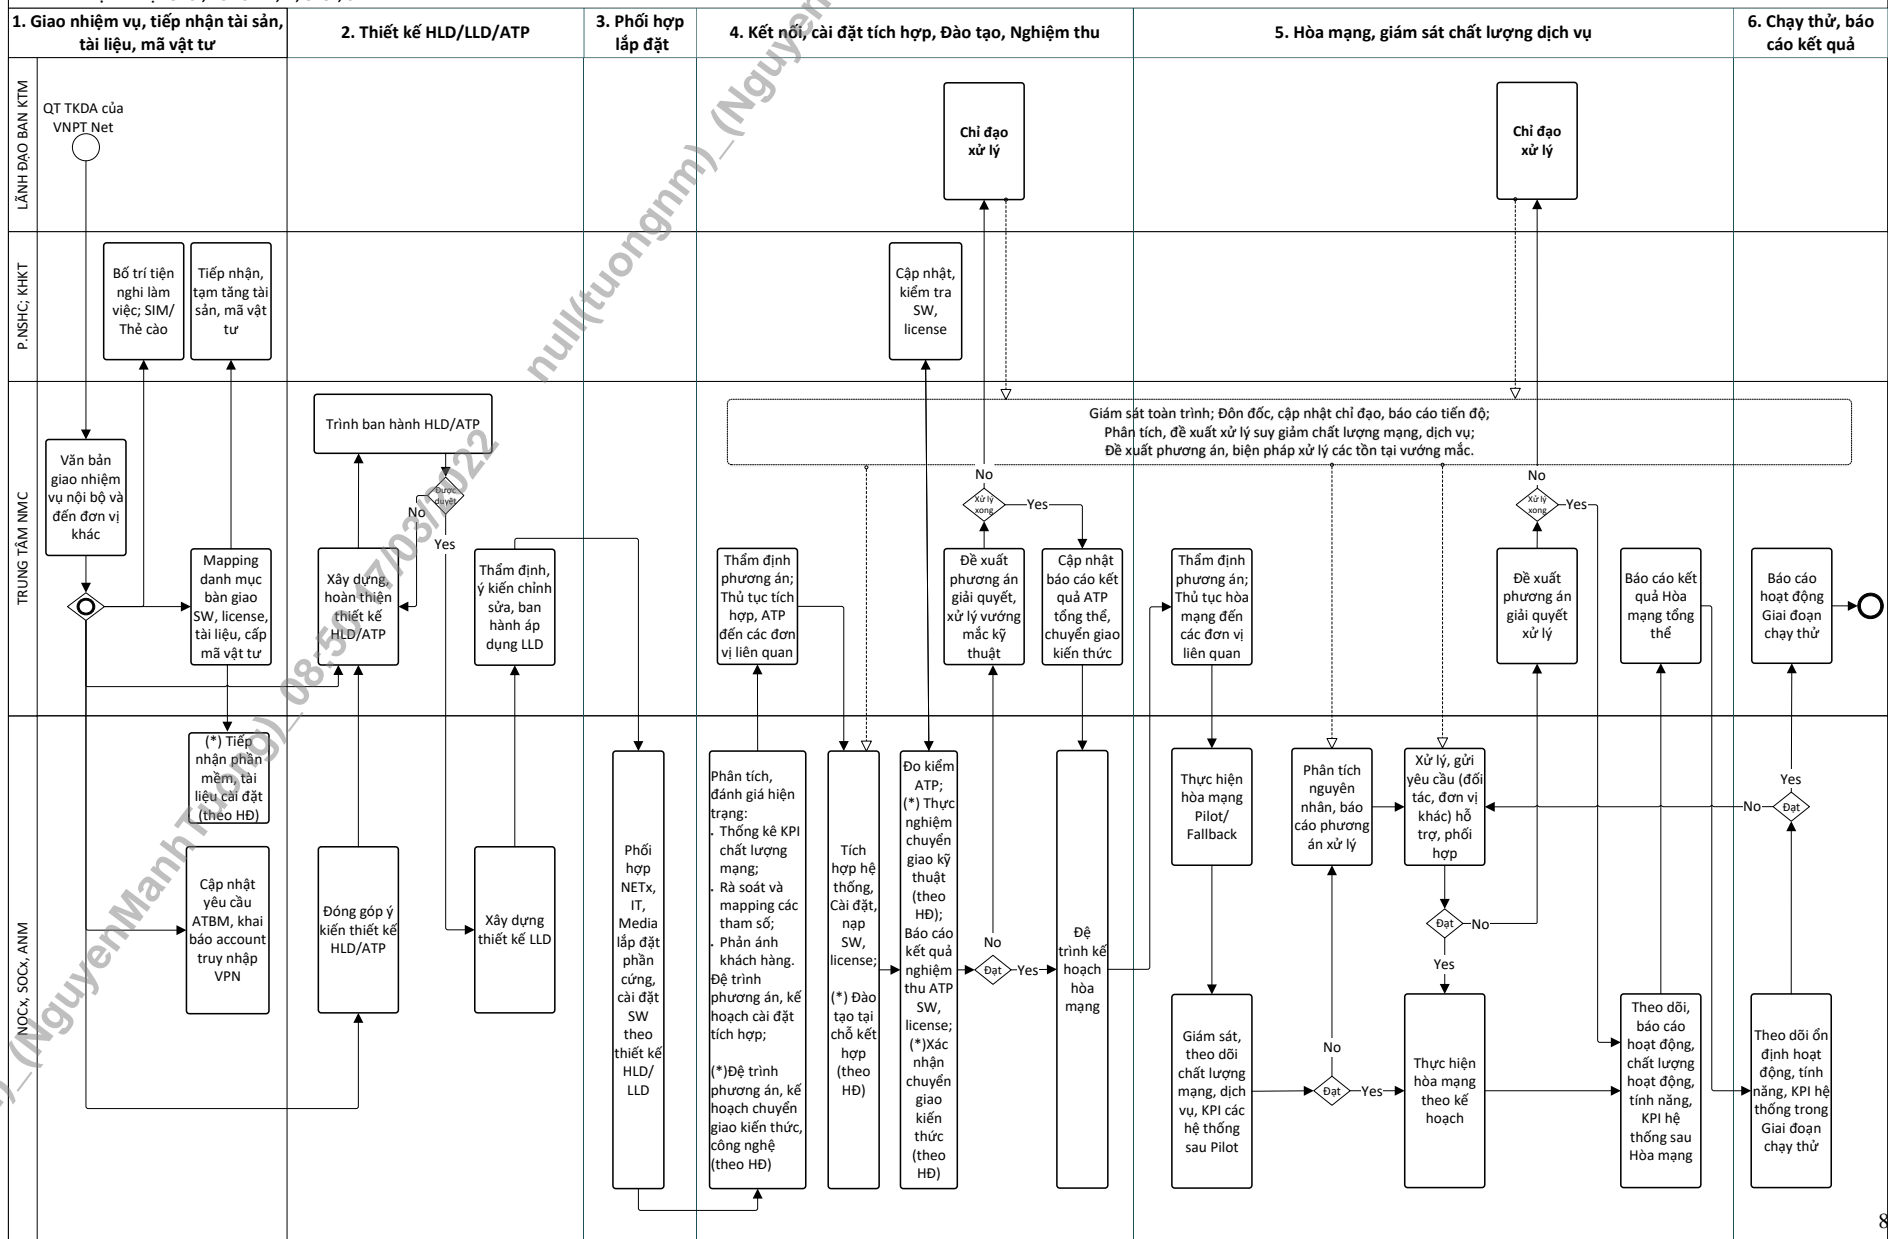 1. Giao nhiệm vụ, tiếp nhận tài sản,
tài liệu, mã vật tư
2. Thiết kế HLD/LLD/ATP
3. Phối hợp
lắp đặt
4. Kết nối, cài đặt tích hợp, Đào tạo, Nghiệm thu
5. Hòa mạng, giám sát chất lượng dịch vụ
6. Chạy thử, báo
cáo kết quả
LÃNH ĐẠO BAN KTM
QT TKDA của
VNPT Net
Chỉ đạo
xử lý
Chỉ đạo
xử lý
P.NSHC; KHKT
Bố trí tiện
nghi làm
việc; SIM/
Thẻ cào
Tiếp nhận,
tạm tăng tài
sản, mã vật
tư
Cập nhật,
kiểm tra
SW,
license
TRUNG TÂM NMC
Văn bản
giao nhiệm
vụ nội bộ và
đến đơn vị
khác
Mapping
danh mục
bàn giao
SW, license,
tài liệu, cấp
mã vật tư
Trình ban hành HLD/ATP
Được
duyệt
No
Yes
Xây dựng,
hoàn thiện
thiết kế
HLD/ATP
Thẩm định,
ý kiến chỉnh
sửa, ban
hành áp
dụng LLD
Giám sát toàn trình; Đôn đốc, cập nhật chỉ đạo, báo cáo tiến độ;
Phân tích, đề xuất xử lý suy giảm chất lượng mạng, dịch vụ;
Đề xuất phương án, biện pháp xử lý các tồn tại vướng mắc.
No
Xử lý
xong
Yes
Thẩm định
phương án;
Thủ tục tích
hợp, ATP
đến các đơn
vị liên quan
Đề xuất
phương án
giải quyết,
xử lý vướng
mắc kỹ
thuật
Cập nhật
báo cáo kết
quả ATP
tổng thể,
chuyển giao
kiến thức
Thẩm định
phương án;
Thủ tục hòa
mạng đến
các đơn vị
liên quan
No
Xử lý
xong
Yes
Đề xuất
phương án
giải quyết
xử lý
Báo cáo kết
quả Hòa
mạng tổng
thể
Báo cáo
hoạt động
Giai đoạn
chạy thử
NOCx, SOCx, ANM
(*) Tiếp
nhận phần
mềm, tài
liệu cài đặt
(theo HĐ)
Cập nhật
yêu cầu
ATBM, khai
báo account
truy nhập
VPN
Đóng góp ý
kiến thiết kế
HLD/ATP
Xây dựng
thiết kế LLD
Phối
hợp
NETx,
IT,
Media
lắp đặt
phần
cứng,
cài đặt
SW
theo
thiết kế
HLD/
LLD
Phân tích,
đánh giá hiện
trạng:
. Thống kê KPI
chất lượng
mạng;
. Rà soát và
mapping các
tham số;
. Phản ánh
khách hàng.
Đệ trình
phương án, kế
hoạch cài đặt
tích hợp;
(*)Đệ trình
phương án, kế
hoạch chuyển
giao kiến thức,
công nghệ
(theo HĐ)
Tích
hợp hệ
thống,
Cài đặt,
nạp
SW,
license;
(*) Đào
tạo tại
chỗ kết
hợp
(theo
HĐ)
Đo kiểm
ATP;
(*) Thực
nghiệm
chuyển
giao kỹ
thuật
(theo
HĐ);
Báo cáo
kết quả
nghiệm
thu ATP
SW,
license;
(*)Xác
nhận
chuyển
giao
kiến
thức
(theo
HĐ)
No
Đạt
Yes
Đệ
trình kế
hoạch
hòa
mạng
Thực hiện
hòa mạng
Pilot/
Fallback
Giám sát,
theo dõi
chất lượng
mạng, dịch
vụ, KPI các
hệ thống
sau Pilot
Phân tích
nguyên
nhân, báo
cáo phương
án xử lý
No
Đạt
Yes
Xử lý, gửi
yêu cầu (đối
tác, đơn vị
khác) hỗ
trợ, phối
hợp
Đạt
No
Yes
Thực hiện
hòa mạng
theo kế
hoạch
Theo dõi,
báo cáo
hoạt động,
chất lượng
hoạt động,
tính năng,
KPI hệ
thống sau
Hòa mạng
Yes
Đạt
No
Theo dõi ổn
định hoạt
động, tính
năng, KPI hệ
thống trong
Giai đoạn
chạy thử
null(tuongnm)_(Nguyen
)_(NguyenManhTuong)_08:50 17/03/2022
8